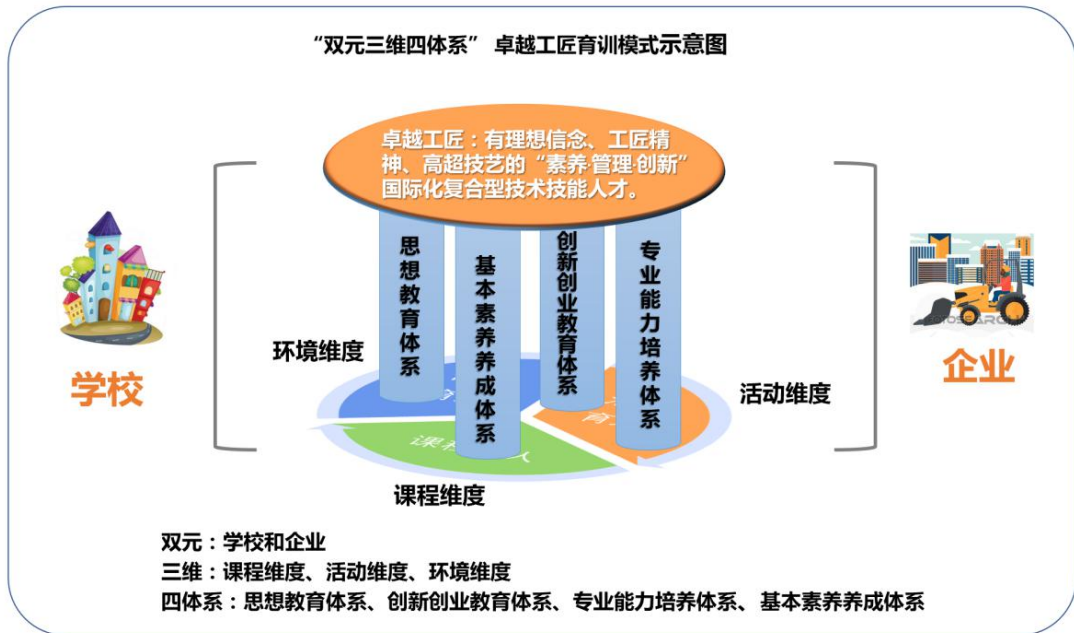 “双元三维四体系” 卓越工匠育训模式示意图
卓越工匠：有理想信念、工匠精
神、高超技艺的“素养·管理·创新”
国际化复合型技术技能人才。
思想教育体系
基本素养养成体系
创新创业教育体系
专业能力培养体系
环境维度
活动维度
学校
企业
育
课程 人
课程维度
双元：学校和企业
三维：课程维度、活动维度、环境维度
四体系：思想教育体系、创新创业教育体系、专业能力培养体系、基本素养养成体系